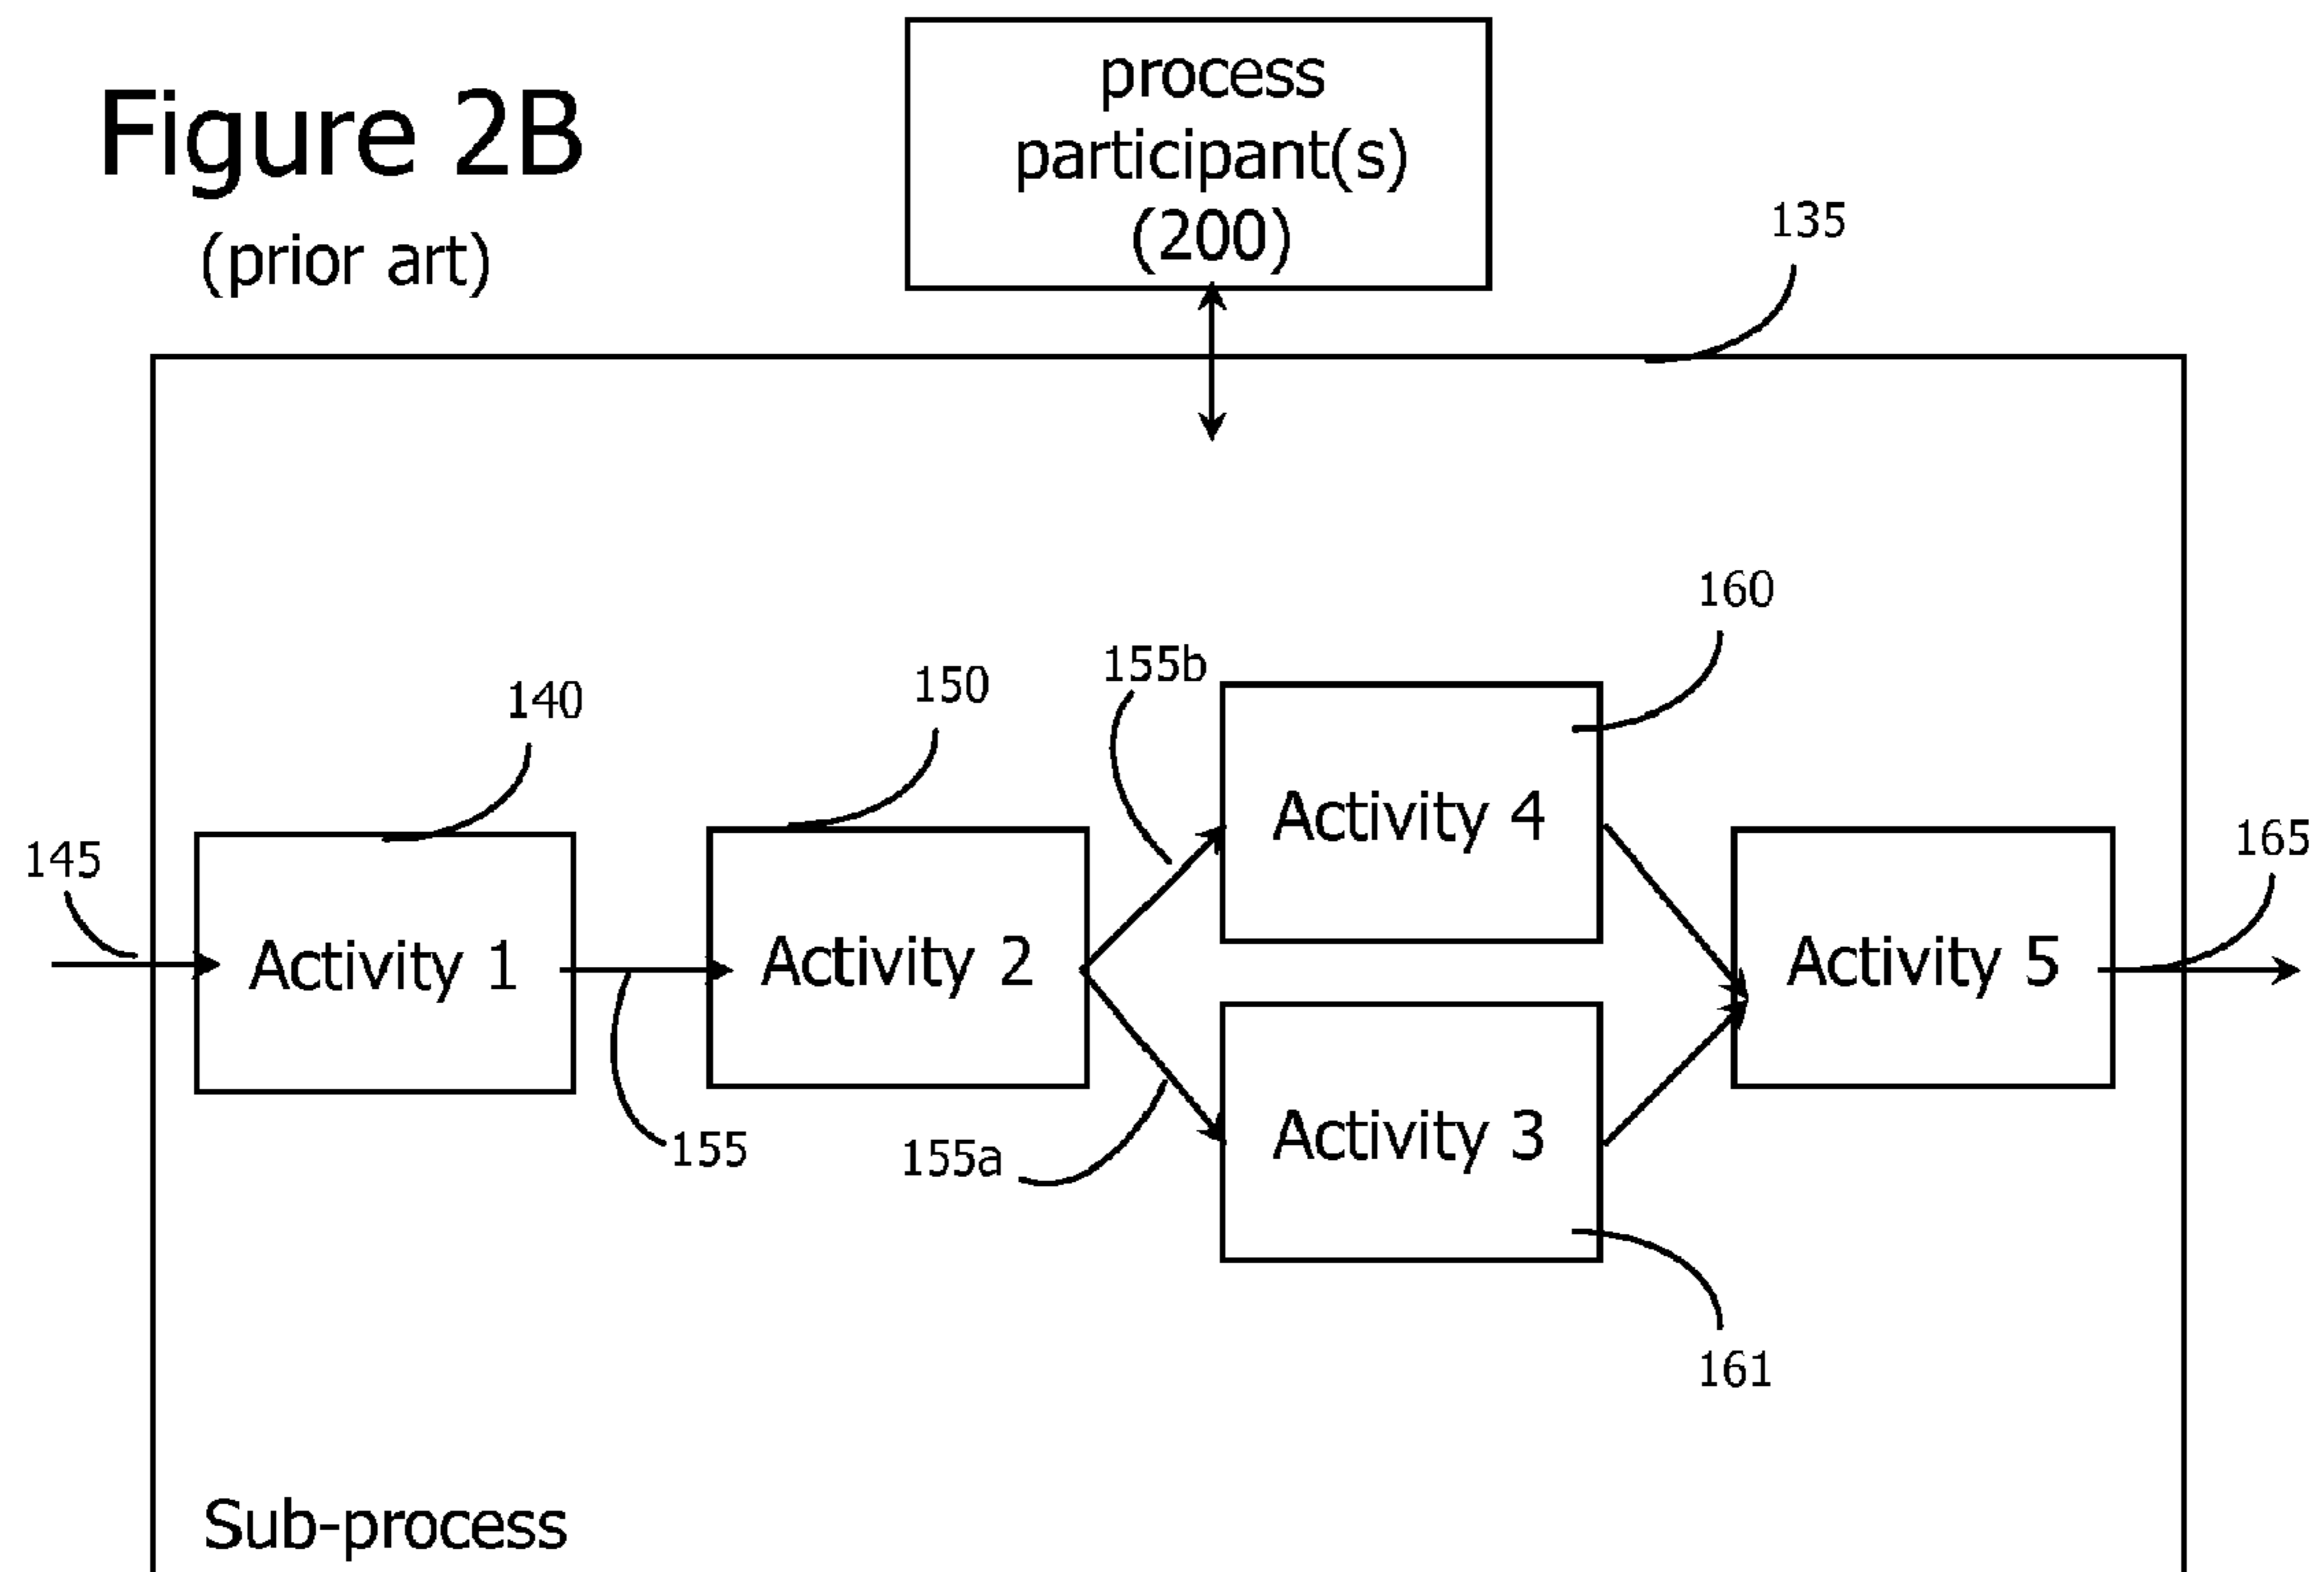 Figure 2B
(prior art)
process
participant(s)
(200)
135
160
155b
150
140
Activity 4
145
165
Activity 1
Activity 2
Activity 5
Activity 3
155
155a
161
Sub-process